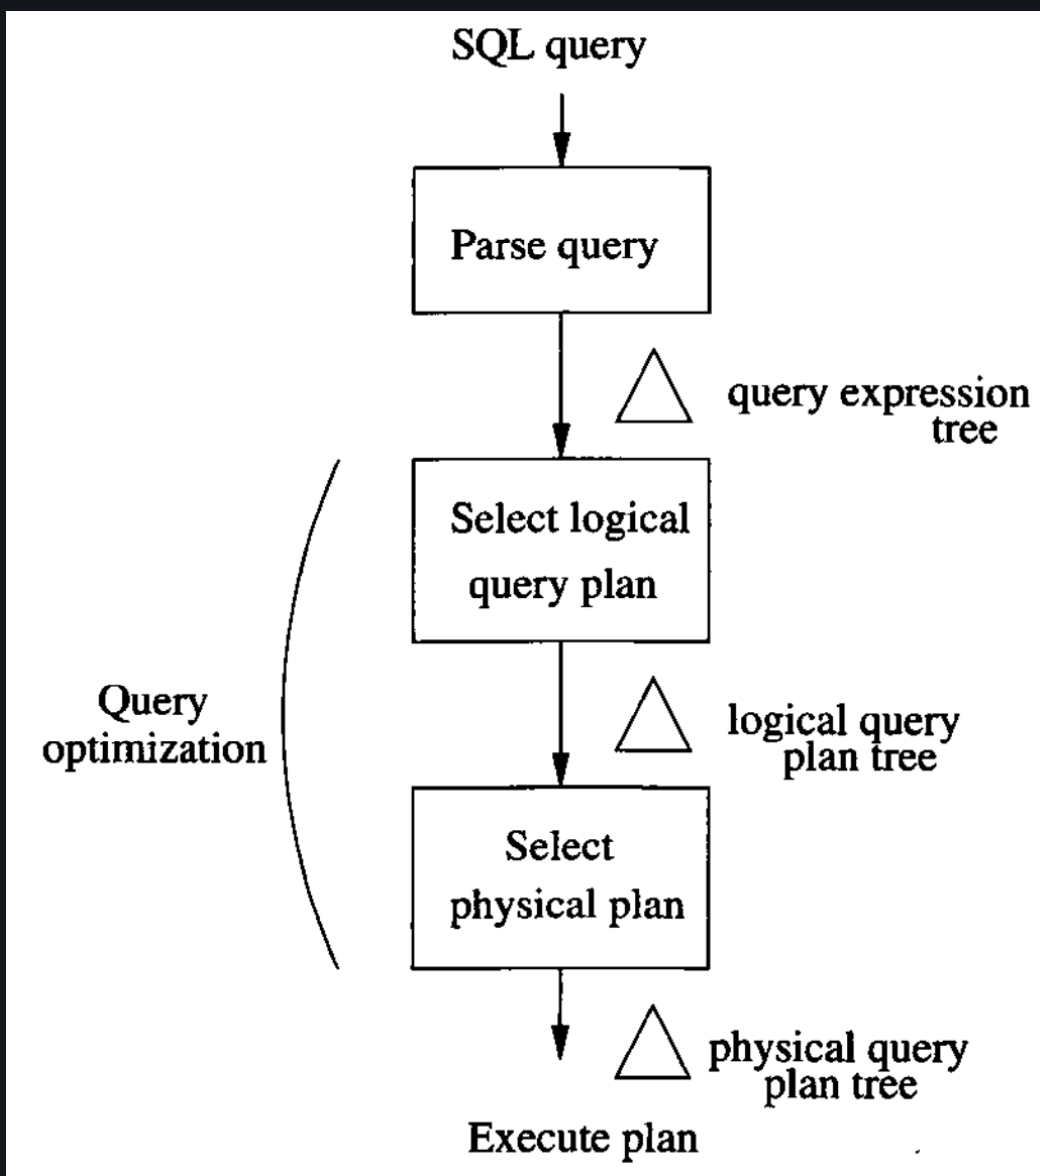 SQL query
Parse query
query expression
tree
Select logical
query plan
Query
optimization
logical query
plan tree
Select
physical plan
physical query
plan tree
Execute plan